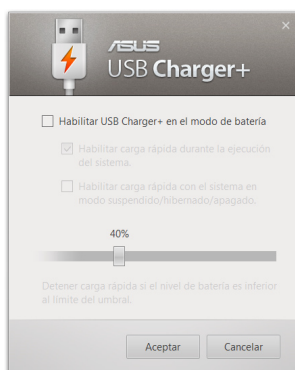 ASUS
USB Charger+
Habilitar USB Charger+ en el modo de batería
Habilitar carga rápida durante la ejecución
del sistema.
Habilitar carga rápida con el sistema en
modo suspendido/hibernado/apagado.
40%
Detener carga rápida si el nivel de batería es inferior
al límite del umbral.
Aceptar
Cancelar